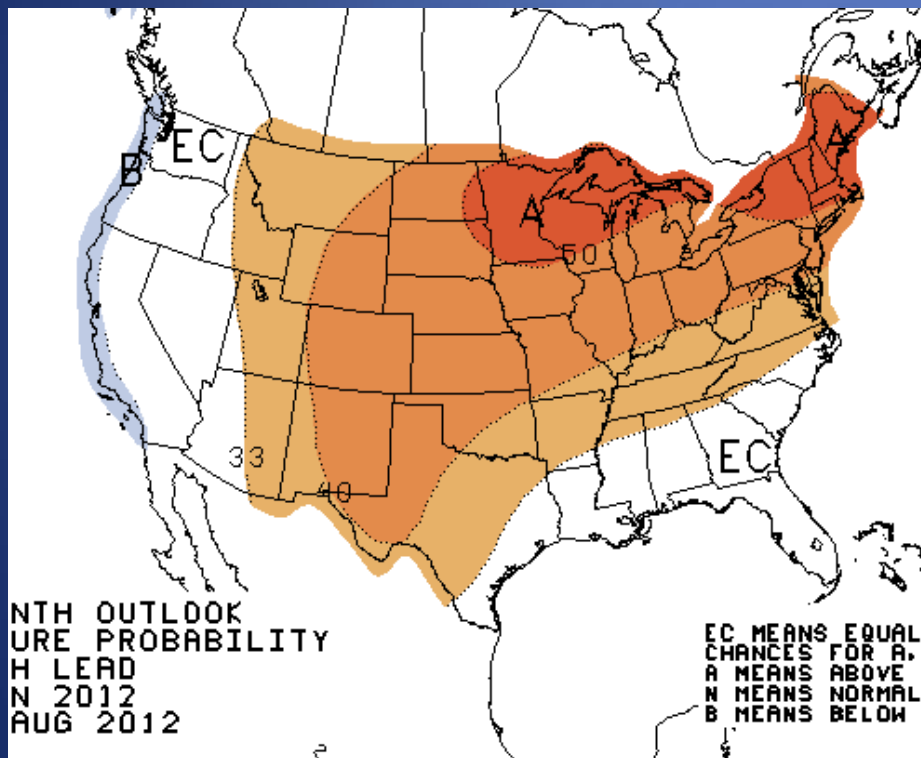 EC
B
A
A
50
EC
33
40
NTH OUTLOOK
URE PROBABILITY
H LEAD
N 2012
AUG 2012
EC MEANS EQUAL
CHANCES FOR A,
A MEANS ABOVE
N MEANS NORMAL
B MEANS BELOW